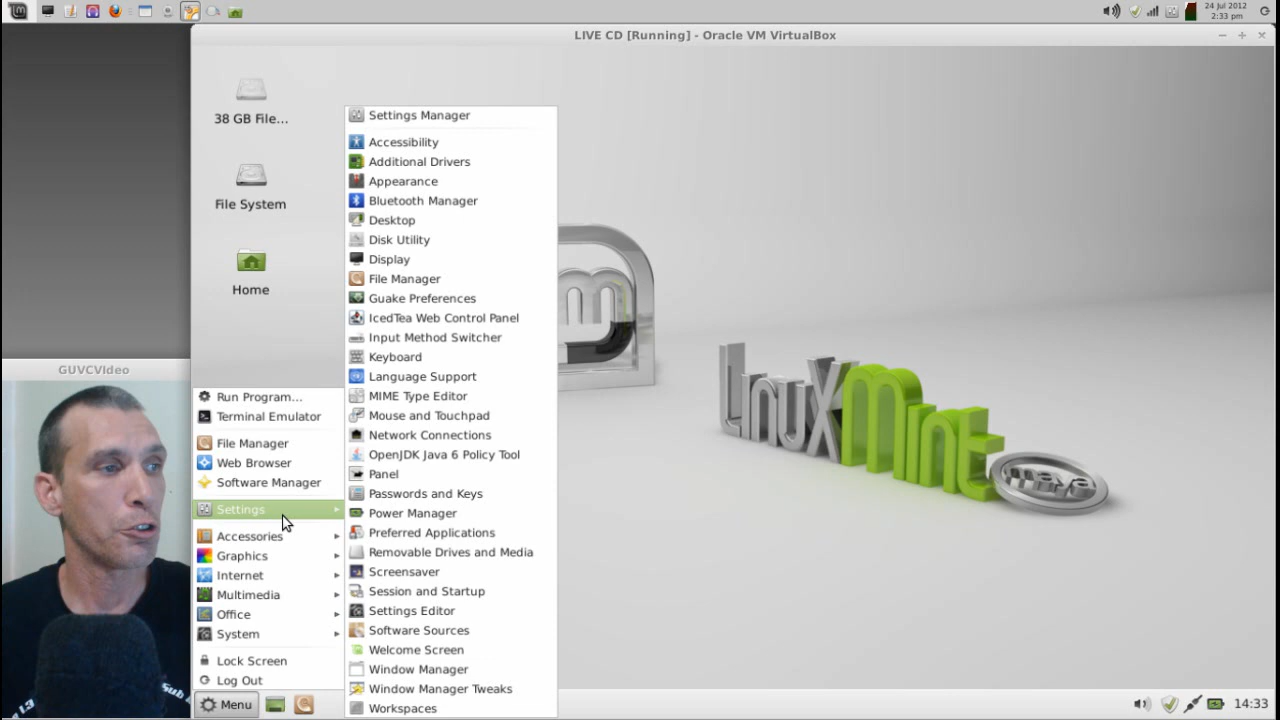 24 Jul 2012
2:33 pm
LIVE CD [Running] - Oracle VM VirtualBox
38 GB File...
File System
Home
GUVCVideo
Run Program...
Terminal Emulator
File Manager
Web Browser
Software Manager
Settings
Accessories
Graphics
Internet
Multimedia
Office
System
Lock Screen
Log Out
Menu
Settings Manager
Accessibility
Additional Drivers
Appearance
Bluetooth Manager
Desktop
Disk Utility
Display
File Manager
Guake Preferences
IcedTea Web Control Panel
Input Method Switcher
Keyboard
Language Support
MIME Type Editor
Mouse and Touchpad
Network Connections
OpenJDK Java 6 Policy Tool
Panel
Passwords and Keys
Power Manager
Preferred Applications
Removable Drives and Media
Screensaver
Session and Startup
Settings Editor
Software Sources
Welcome Screen
Window Manager
Window Manager Tweaks
Workspaces
LinuxMint
maya
14:33